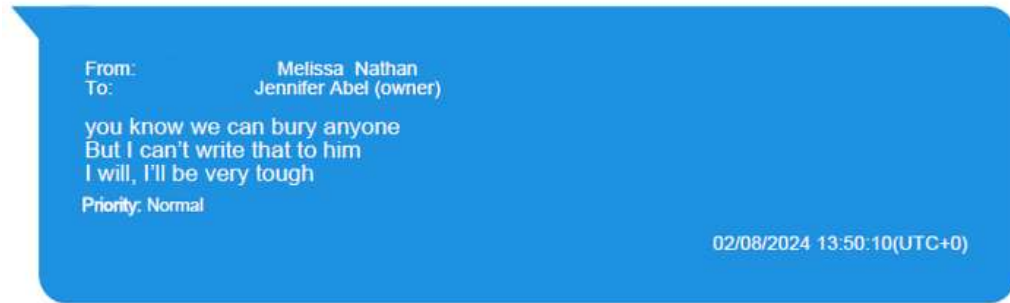 From: Melissa Nathan
To: Jennifer Abel (owner)
you know we can bury anyone
But I can't write that to him
I will, I'll be very tough
Priority: Normal
02/08/2024 13:50:10(UTC+0)